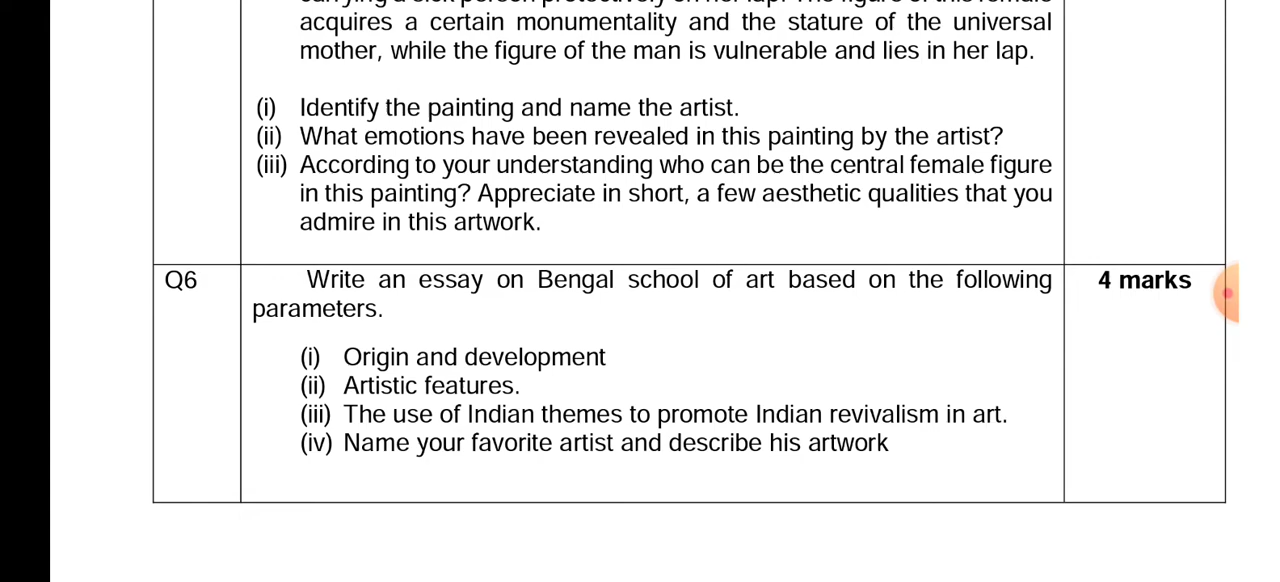 acquires a certain monumentality and the stature of the universal
mother, while the figure of the man is vulnerable and lies in her lap.
(i) Identify the painting and name the artist.
(ii) What emotions have been revealed in this painting by the artist?
(iii) According to your understanding who can be the central female figure
in this painting? Appreciate in short, a few aesthetic qualities that you
admire in this artwork.
Q6 Write an essay on Bengal school of art based on the following 4 marks
parameters.
(i) Origin and development
(ii) Artistic features.
(iii) The use of Indian themes to promote Indian revivalism in art.
(iv) Name your favorite artist and describe his artwork